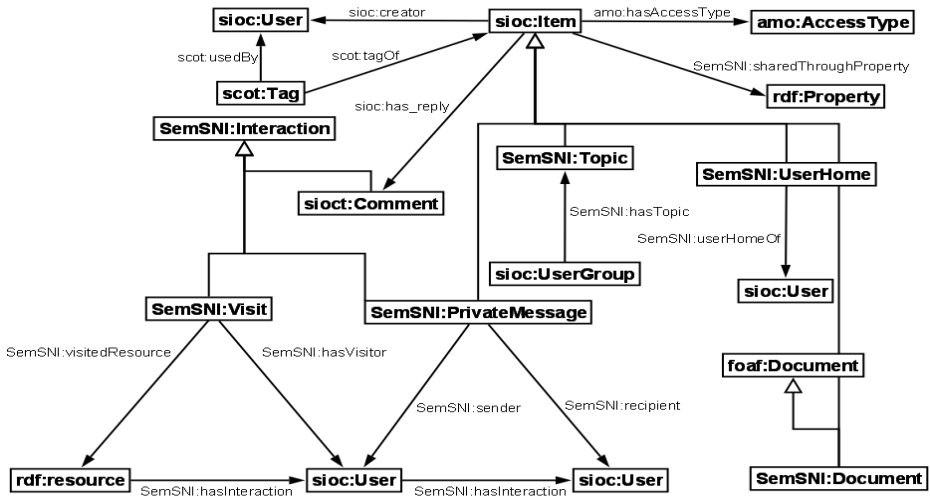 sioc:User
sioc:creator
sioc:Item
amo:hasAccessType
amo:AccessType
scot:usedBy
scot:tagOf
SemSNI:sharedThroughProperty
scot:Tag
sioc:has_reply
rdf:Property
SemSNI:Interaction
SemSNI:Topic
SemSNI:UserHome
sioct:Comment
SemSNI:hasTopic
SemSNI:userHomeOf
sioc:UserGroup
sioc:User
SemSNI:Visit
SemSNI:PrivateMessage
SemSNI:visitedResource
SemSNI:hasVisitor
foaf:Document
SemSNI:sender
SemSNI:recipient
rdf:resource
SemSNI:hasInteraction
sioc:User
SemSNI:hasInteraction
sioc:User
SemSNI:Document